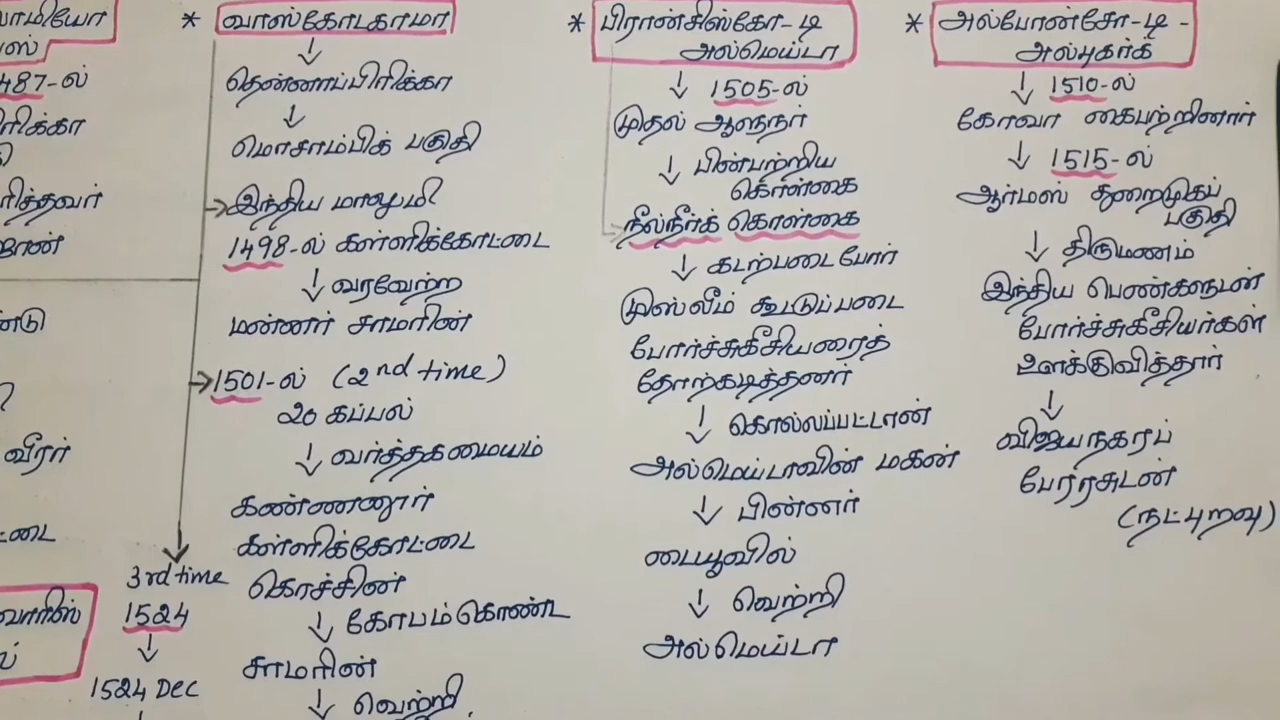 1487-ல்
* வாஸ்கோடகாமா
↓
தென்னாப்பிரிக்கா
↓
மொசாம்பிக் பகுதி
→ இந்திய மாலுமி
1498-ல் கள்ளிக்கோட்டை
↓ வரவேற்ற
மன்னர் சாமரின்
→ 1501-ல் (2nd time)
20 கப்பல்
↓ வர்த்தகமையம்
கண்ணனூர்
கள்ளிக்கோட்டை
கொச்சின்
↓ கோபம்கொண்ட
சாமரின்
↓ வெற்றி
3rd time
1524
↓
1524 Dec
* பிரான்சிஸ்கோ-டி
அல்மெய்டா
↓ 1505-ல்
முதல் ஆளுநர்
↓ பின்பற்றிய
கொள்கை
நீல்நீர்க் கொள்கை
↓ கடற்படைபோர்
முஸ்லீம் கூட்டுப்படை
போர்ச்சுகீசியரைத்
தோற்கடித்தனர்
↓ கொல்லப்பட்டான்
அல்மெய்டாவின் மகன்
↓ பின்னர்
டையூவில்
↓ வெற்றி
அல்மெய்டா
* அல்போன்சோ-டி-
அல்புகர்க்
↓ 1510-ல்
கோவா கைபற்றினார்
↓ 1515-ல்
ஆர்மஸ் துறைமுகப்
பகுதி
↓ திருமணம்
இந்திய பெண்களுடன்
போர்ச்சுகீசியர்கள்
உளக்குவித்தார்
↓
விஜயநகரப்
பேரரசுடன்
(நட்புறவு)